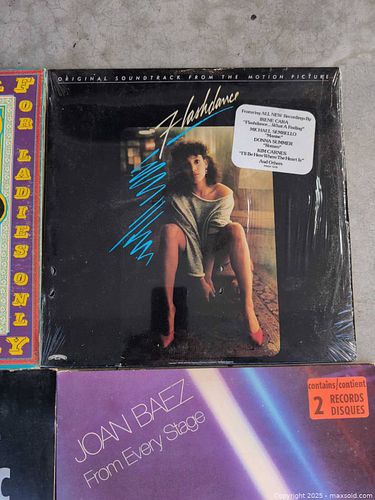 ORIGINAL SOUNDTRACK FROM THE MOTION PICTURE
Flashdance
Featuring ALL NEW Recordings By
IRENE CARA
"Flashdance...What A Feeling"
MICHAEL SEMBELLO
"Maniac"
DONNA SUMMER
"Romeo"
KIM CARNES
"I'll Be Here Where The Heart Is"
And Others
FOR LADIES ONLY
JOAN BAEZ
From Every Stage
contains/contient
2 RECORDS
DISQUES
Copyright 2025 - maxsold.com